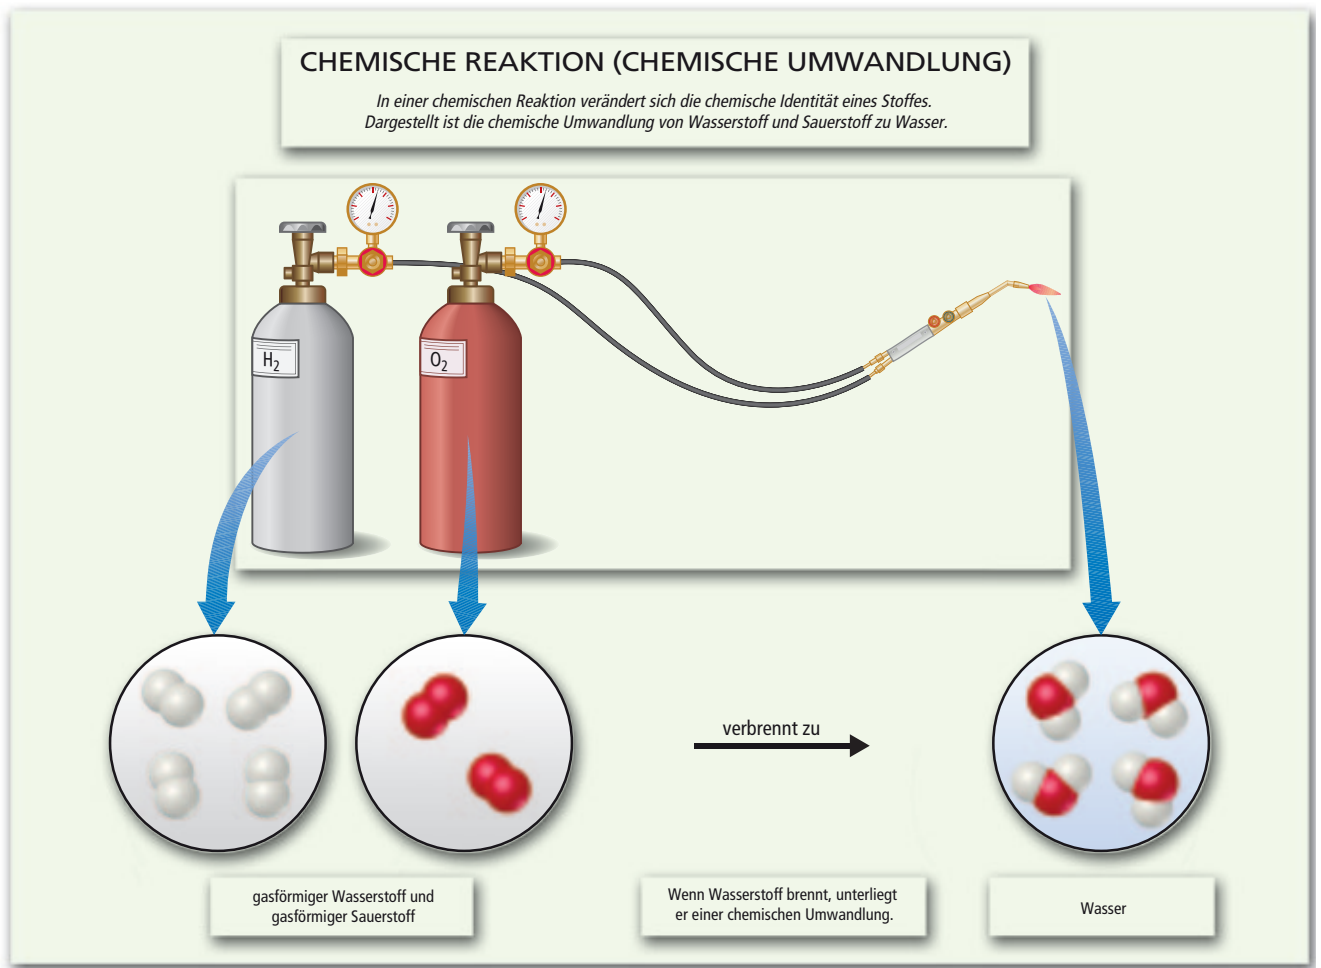 CHEMISCHE REAKTION (CHEMISCHE UMWANDLUNG)
In einer chemischen Reaktion verändert sich die chemische Identität eines Stoffes.
Dargestellt ist die chemische Umwandlung von Wasserstoff und Sauerstoff zu Wasser.
H₂
O₂
verbrennt zu
gasförmiger Wasserstoff und
gasförmiger Sauerstoff
Wenn Wasserstoff brennt, unterliegt
er einer chemischen Umwandlung.
Wasser